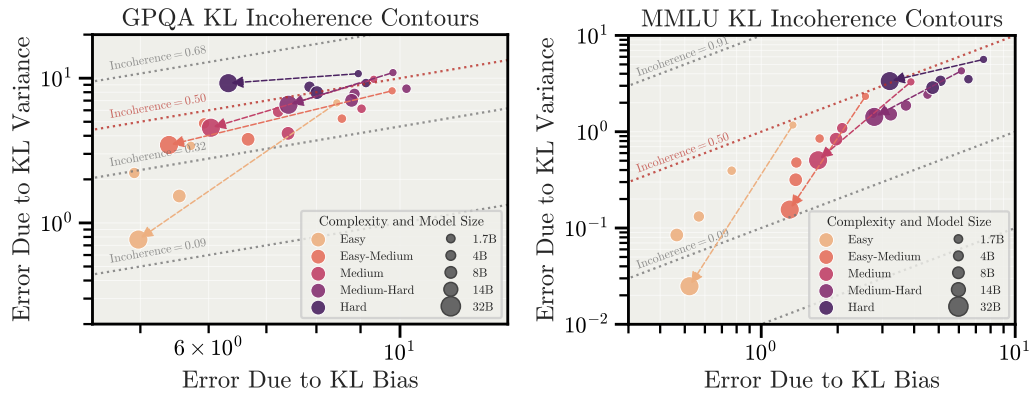 GPQA KL Incoherence Contours
Error Due to KL Variance
10¹
10⁰
Incoherence = 0.68
Incoherence = 0.50
Incoherence = 0.32
Incoherence = 0.09
Complexity and Model Size
Easy 1.7B
Easy-Medium 4B
Medium 8B
Medium-Hard 14B
Hard 32B
6 × 10⁰ 10¹
Error Due to KL Bias
MMLU KL Incoherence Contours
Error Due to KL Variance
10¹
10⁰
10⁻¹
10⁻²
Incoherence = 0.91
Incoherence = 0.50
Incoherence = 0.09
Complexity and Model Size
Easy 1.7B
Easy-Medium 4B
Medium 8B
Medium-Hard 14B
Hard 32B
10⁰ 10¹
Error Due to KL Bias